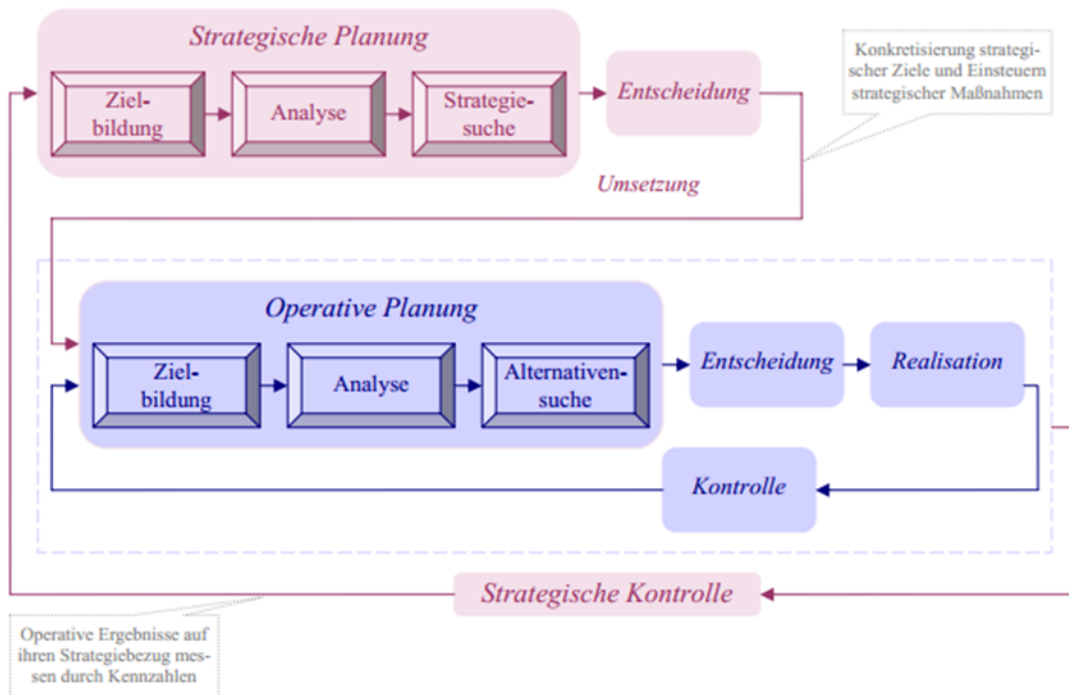 Strategische Planung
Ziel-
bildung
Analyse
Strategie-
suche
Entscheidung
Konkretisierung strategi-
scher Ziele und Einsteuern
strategischer Maßnahmen
Umsetzung
Operative Planung
Ziel-
bildung
Analyse
Alternativen-
suche
Entscheidung
Realisation
Kontrolle
Strategische Kontrolle
Operative Ergebnisse auf
ihren Strategiebezug mes-
sen durch Kennzahlen